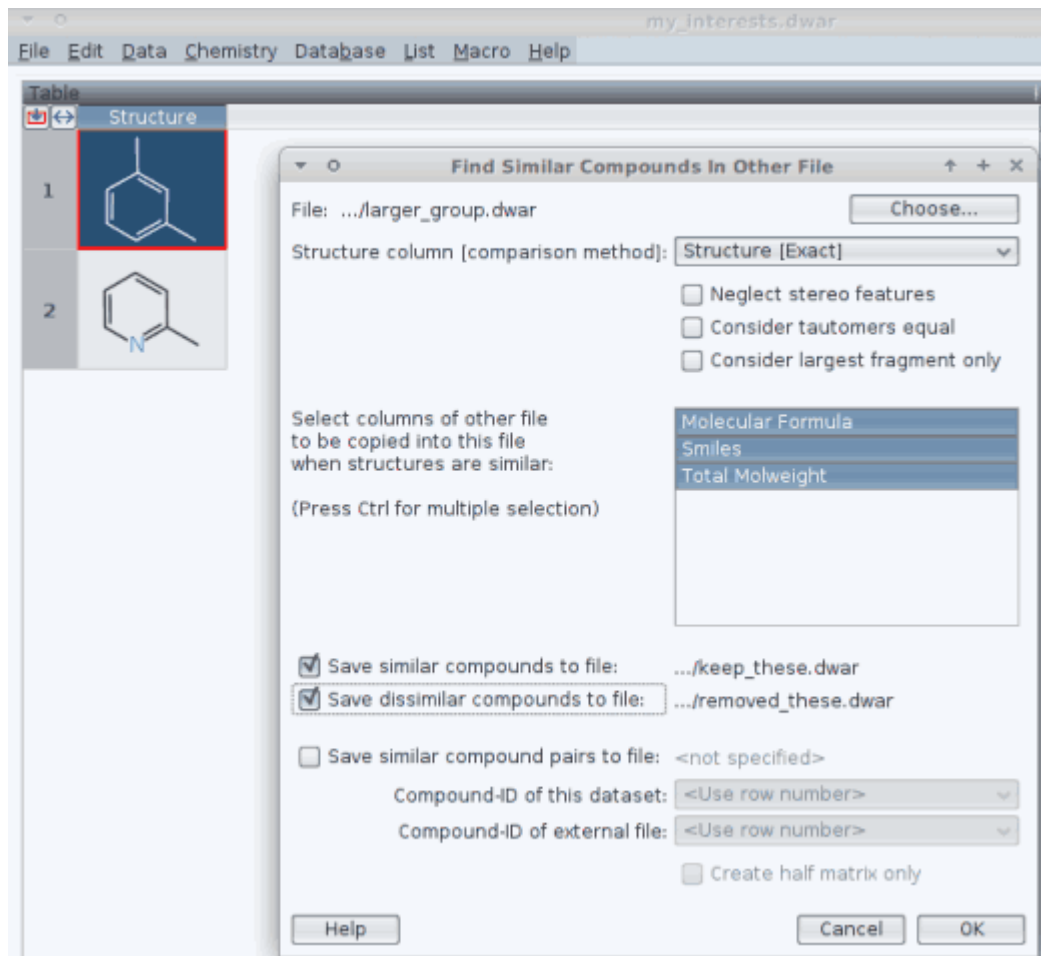 my_interests.dwar
File Edit Data Chemistry Database List Macro Help
Table
Structure
1
2
N
Find Similar Compounds In Other File
File: .../larger_group.dwar
Choose...
Structure column [comparison method]: Structure [Exact]
Neglect stereo features
Consider tautomers equal
Consider largest fragment only
Select columns of other file
to be copied into this file
when structures are similar:
(Press Ctrl for multiple selection)
Molecular Formula
Smiles
Total Molweight
Save similar compounds to file: .../keep_these.dwar
Save dissimilar compounds to file: .../removed_these.dwar
Save similar compound pairs to file: <not specified>
Compound-ID of this dataset: <Use row number>
Compound-ID of external file: <Use row number>
Create half matrix only
Help
Cancel
OK